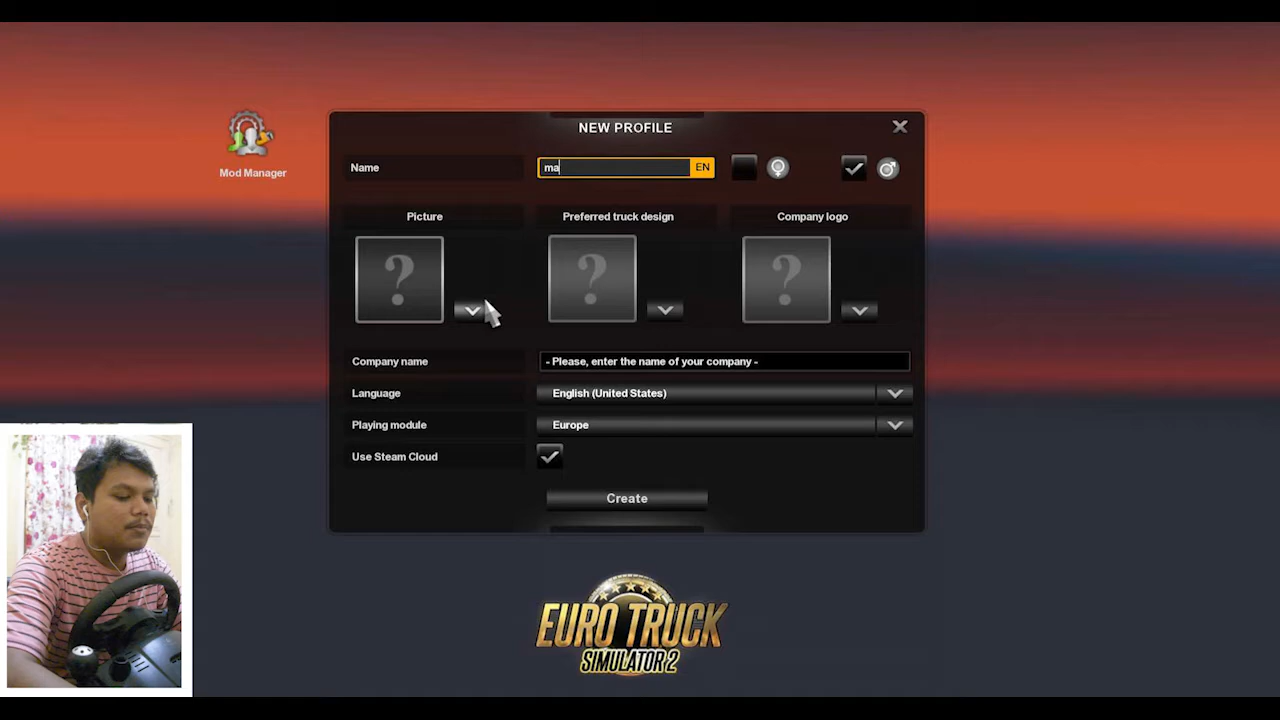 NEW PROFILE
Mod Manager
Name
ma
EN
Picture
Preferred truck design
Company logo
?
?
?
Company name
- Please, enter the name of your company -
Language
English (United States)
Playing module
Europe
Use Steam Cloud
Create
EURO TRUCK
SIMULATOR 2